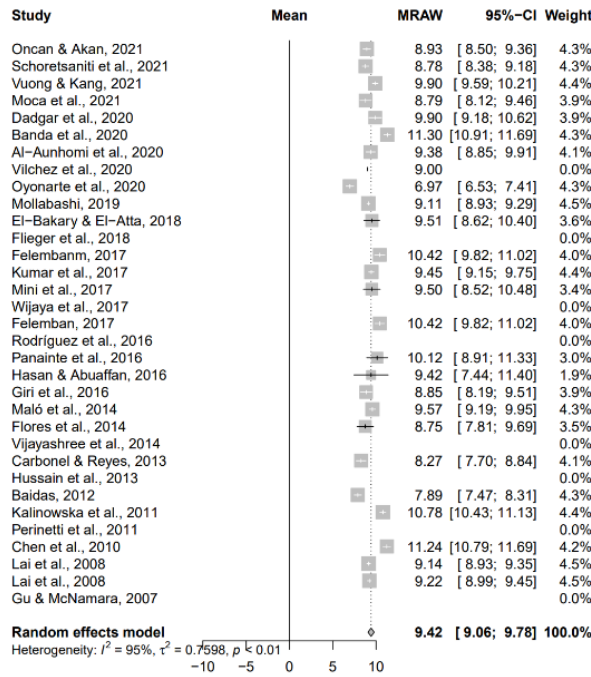 Study Mean MRAW 95%-CI Weight
Oncan & Akan, 2021 8.93 [ 8.50; 9.36] 4.3%
Schoretsaniti et al., 2021 8.78 [ 8.38; 9.18] 4.3%
Vuong & Kang, 2021 9.90 [ 9.59; 10.21] 4.4%
Moca et al., 2021 8.79 [ 8.12; 9.46] 3.9%
Dadgar et al., 2020 9.90 [ 9.18; 10.62] 3.9%
Banda et al., 2020 11.30 [10.91; 11.69] 4.3%
Al-Aunhomi et al., 2020 9.38 [ 8.85; 9.91] 4.1%
Vilchez et al., 2020 9.00 0.0%
Oyonarte et al., 2020 6.97 [ 6.53; 7.41] 4.3%
Mollabashi, 2019 9.11 [ 8.93; 9.29] 4.5%
El-Bakary & El-Atta, 2018 9.51 [ 8.62; 10.40] 3.6%
Flieger et al., 2018 0.0%
Felembanm, 2017 10.42 [ 9.82; 11.02] 4.0%
Kumar et al., 2017 9.45 [ 9.15; 9.75] 4.4%
Mini et al., 2017 9.50 [ 8.52; 10.48] 3.4%
Wijaya et al., 2017 0.0%
Felemban, 2017 10.42 [ 9.82; 11.02] 4.0%
Rodríguez et al., 2016 0.0%
Panainte et al., 2016 10.12 [ 8.91; 11.33] 3.0%
Hasan & Abuaffan, 2016 9.42 [ 7.44; 11.40] 1.9%
Giri et al., 2016 8.85 [ 8.19; 9.51] 3.9%
Maló et al., 2014 9.57 [ 9.19; 9.95] 4.3%
Flores et al., 2014 8.75 [ 7.81; 9.69] 3.5%
Vijayashree et al., 2014 0.0%
Carbonel & Reyes, 2013 8.27 [ 7.70; 8.84] 4.1%
Hussain et al., 2013 0.0%
Baidas, 2012 7.89 [ 7.47; 8.31] 4.3%
Kalinowska et al., 2011 10.78 [10.43; 11.13] 4.4%
Perinetti et al., 2011 0.0%
Chen et al., 2010 11.24 [10.79; 11.69] 4.2%
Lai et al., 2008 9.14 [ 8.93; 9.35] 4.5%
Lai et al., 2008 9.22 [ 8.99; 9.45] 4.5%
Gu & McNamara, 2007 0.0%
Random effects model 9.42 [ 9.06; 9.78] 100.0%
Heterogeneity: I² = 95%, τ² = 0.7598, p < 0.01
−10 −5 0 5 10